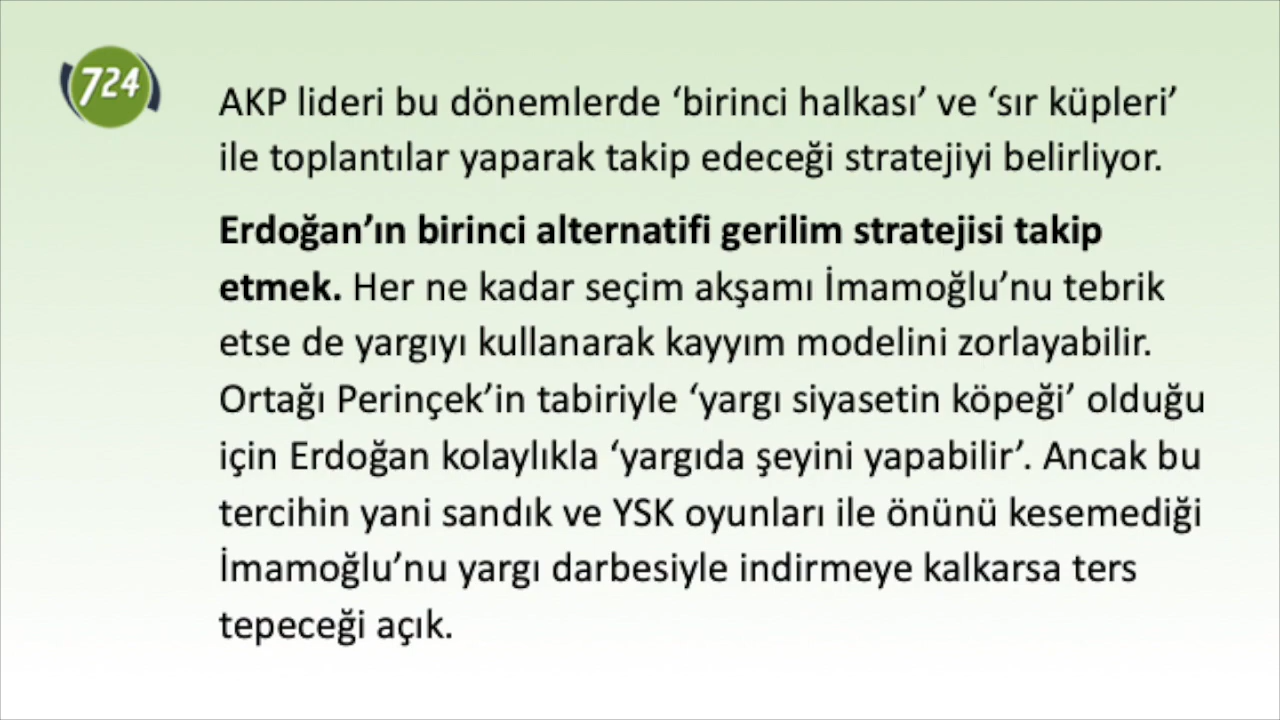 724
AKP lideri bu dönemlerde ‘birinci halkası’ ve ‘sır küpleri’
ile toplantılar yaparak takip edeceği stratejiyi belirliyor.
Erdoğan’ın birinci alternatifi gerilim stratejisi takip
etmek. Her ne kadar seçim akşamı İmamoğlu’nu tebrik
etse de yargıyı kullanarak kayyım modelini zorlayabilir.
Ortağı Perinçek’in tabiriyle ‘yargı siyasetin köpeği’ olduğu
için Erdoğan kolaylıkla ‘yargıda şeyini yapabilir’. Ancak bu
tercihin yani sandık ve YSK oyunları ile önünü kesemediği
İmamoğlu’nu yargı darbesiyle indirmeye kalkarsa ters
tepeceği açık.